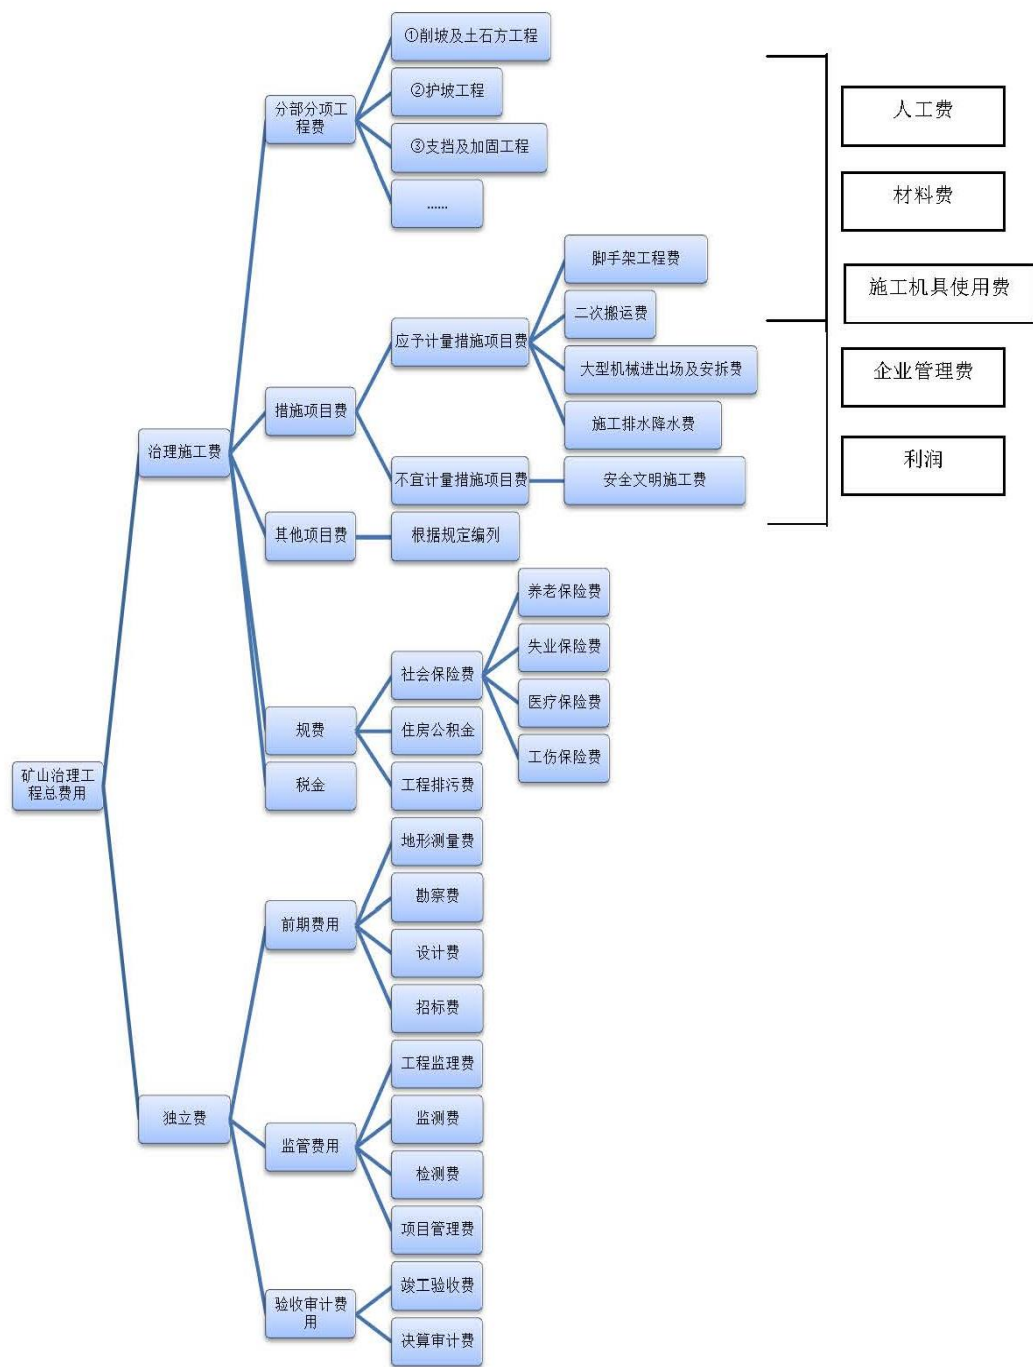 ①削坡及土石方工程
②护坡工程
分部分项工
程费
③支挡及加固工程
……
人工费
材料费
施工机具使用费
企业管理费
利润
脚手架工程费
二次搬运费
应予计量措施项目费
大型机械进出场及安拆费
施工排水降水费
措施项目费
治理施工费
不宜计量措施项目费
安全文明施工费
其他项目费
根据规定编列
养老保险费
失业保险费
社会保险费
医疗保险费
规费
住房公积金
工伤保险费
税金
工程排污费
矿山治理工
程总费用
地形测量费
勘察费
前期费用
设计费
招标费
工程监理费
独立费
监测费
监管费用
检测费
项目管理费
竣工验收费
验收审计费
用
决算审计费